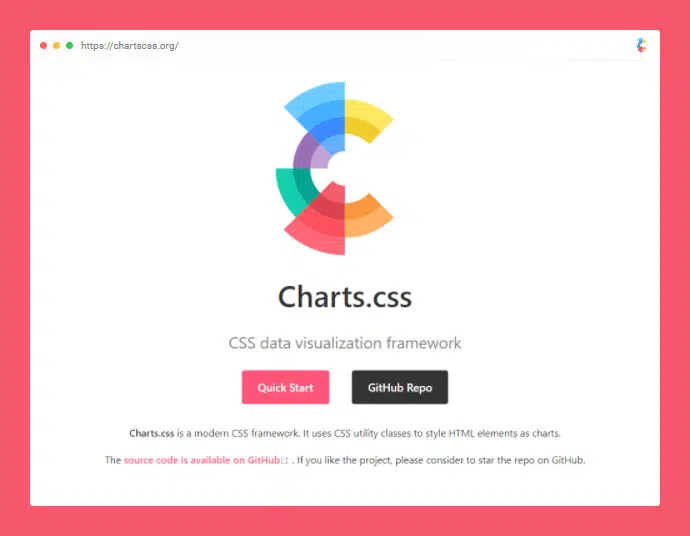 https://chartscss.org/
Charts.css
CSS data visualization framework
Quick Start
GitHub Repo
Charts.css is a modern CSS framework. It uses CSS utility classes to style HTML elements as charts.
The source code is available on GitHub. If you like the project, please consider to star the repo on GitHub.